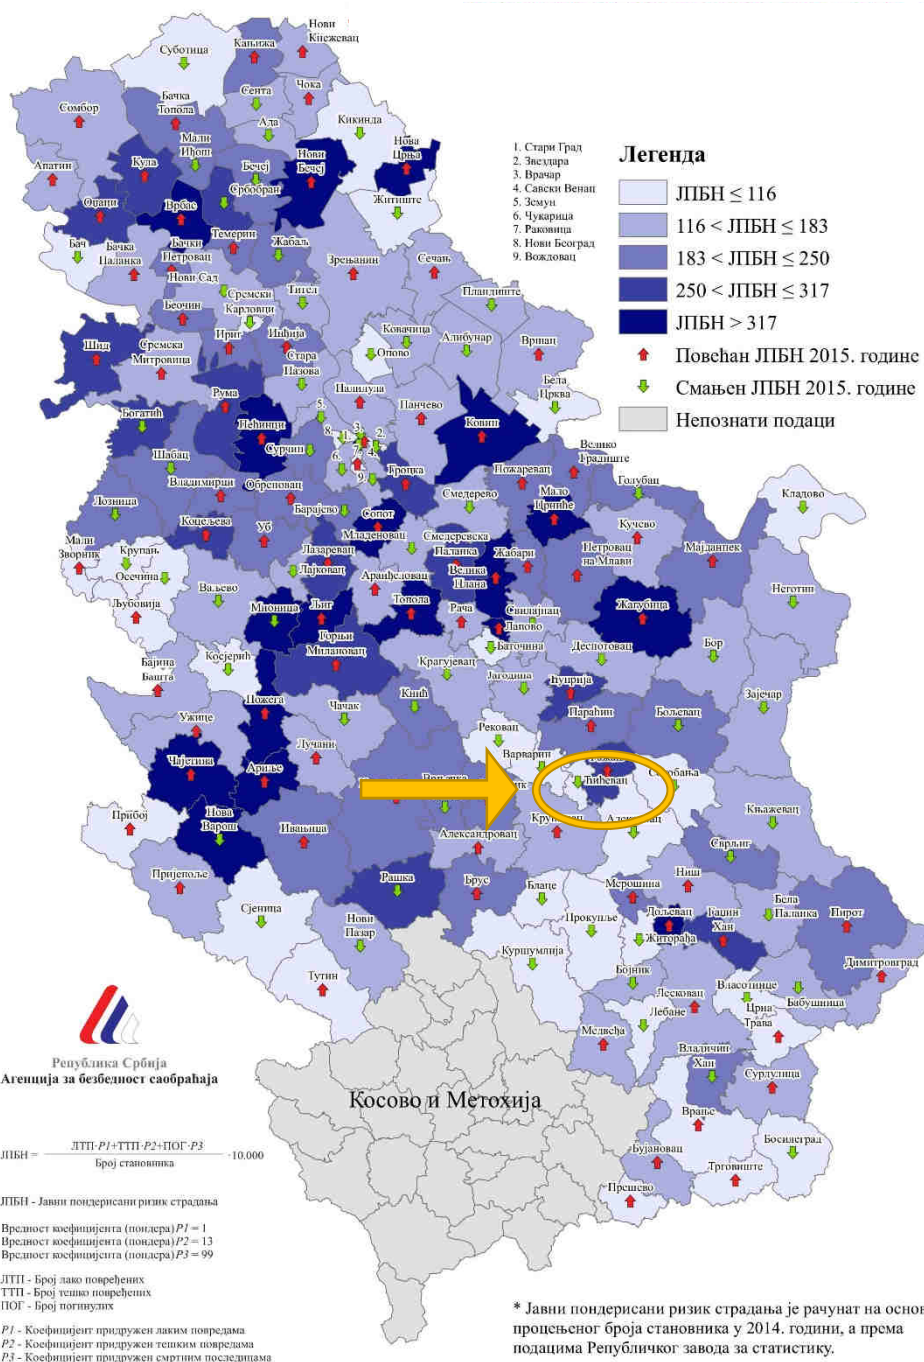 Нови
Кнежевац
Кањижа
Суботица
Чока
Сента
Бачка
Топола
Сомбор
Ада
Кикинда
Мали
Иђош
Нова
Црња
Нови
Бечеј
Бечеј
Кула
Апатин
Србобран
Оџаци
Врбас
Житиште
Темерин
Бач
Бачка
Паланка
Бачки
Петровац
Жабаљ
Зрењанин
Сечањ
Нови Сад
Тител
Пландиште
Беочин
Сремски
Карловци
Ковачица
Алибунар
Вршац
Опово
Шид
Сремска
Митровица
Ириг
Инђија
Стара
Пазова
Бела
Црква
Рума
Палилула
Панчево
Ковин
Богатић
Пећинци
5.
8.
1.
3.
2.
7.
4.
6.
9.
Сурчин
Шабац
Гроцка
Велико
Градиште
Пожаревац
Голубац
Владимирци
Обреновац
Смедерево
Мало
Црниће
Кладово
Лозница
Барајево
Сопот
Кучево
Коцељева
Уб
Младеновац
Смедеревска
Паланка
Мали
Зворник
Крупањ
Лазаревац
Жабари
Петровац
на Млави
Мајданпек
Осечина
Лајковац
Аранђеловац
Велика
Плана
Ваљево
Неготин
Љубовија
Мионица
Љиг
Топола
Рача
Свилајнац
Жагубица
Лапово
Баточина
Горњи
Милановац
Косјерић
Деспотовац
Бор
Бајина
Башта
Крагујевац
Јагодина
Ћуприја
Пожега
Чачак
Кнић
Зајечар
Ужице
Параћин
Бољевац
Лучани
Рековац
Чајетина
Ариље
Варварин
Ћићевац
Прибој
Нова
Варош
Ивањица
Александровац
Књажевац
Сврљиг
Пријепоље
Рашка
Брус
Блаце
Мерошина
Ниш
Бела
Паланка
Пирот
Сјеница
Нови
Пазар
Прокупље
Дољевац
Гаџин
Хан
Житорађа
Куршумлија
Димитровград
Тутин
Бојник
Лесковац
Власотинце
Бабушница
Лебане
Црна
Трава
Медвеђа
Владичин
Хан
Сурдулица
Врање
Босилеград
Бујановац
Трговиште
Прешево
Косово и Метохија
1. Стари Град
2. Звездара
3. Врачар
4. Савски Венац
5. Земун
6. Чукарица
7. Раковица
8. Нови Београд
9. Вождовац
Легенда
ЈПБН ≤ 116
116 < ЈПБН ≤ 183
183 < ЈПБН ≤ 250
250 < ЈПБН ≤ 317
ЈПБН > 317
Повећан ЈПБН 2015. године
Смањен ЈПБН 2015. године
Непознати подаци
Република Србија
Агенција за безбедност саобраћаја
ЈПБН = ЛТП·P1+ТТП·P2+ПОГ·P3
Број становника
·10.000
ЈПБН - Јавни пондерисани ризик страдања
Вредност коефицијента (пондера) P1 = 1
Вредност коефицијента (пондера) P2 = 13
Вредност коефицијента (пондера) P3 = 99
ЛТП - Број лако повређених
ТТП - Број тешко повређених
ПОГ - Број погинулих
P1 - Коефицијент придружен лаким повредама
P2 - Коефицијент придружен тешким повредама
P3 - Коефицијент придружен смртним последицама
* Јавни пондерисани ризик страдања је рачунат на основ
процењеног броја становника у 2014. години, а према
подацима Републичког завода за статистику.